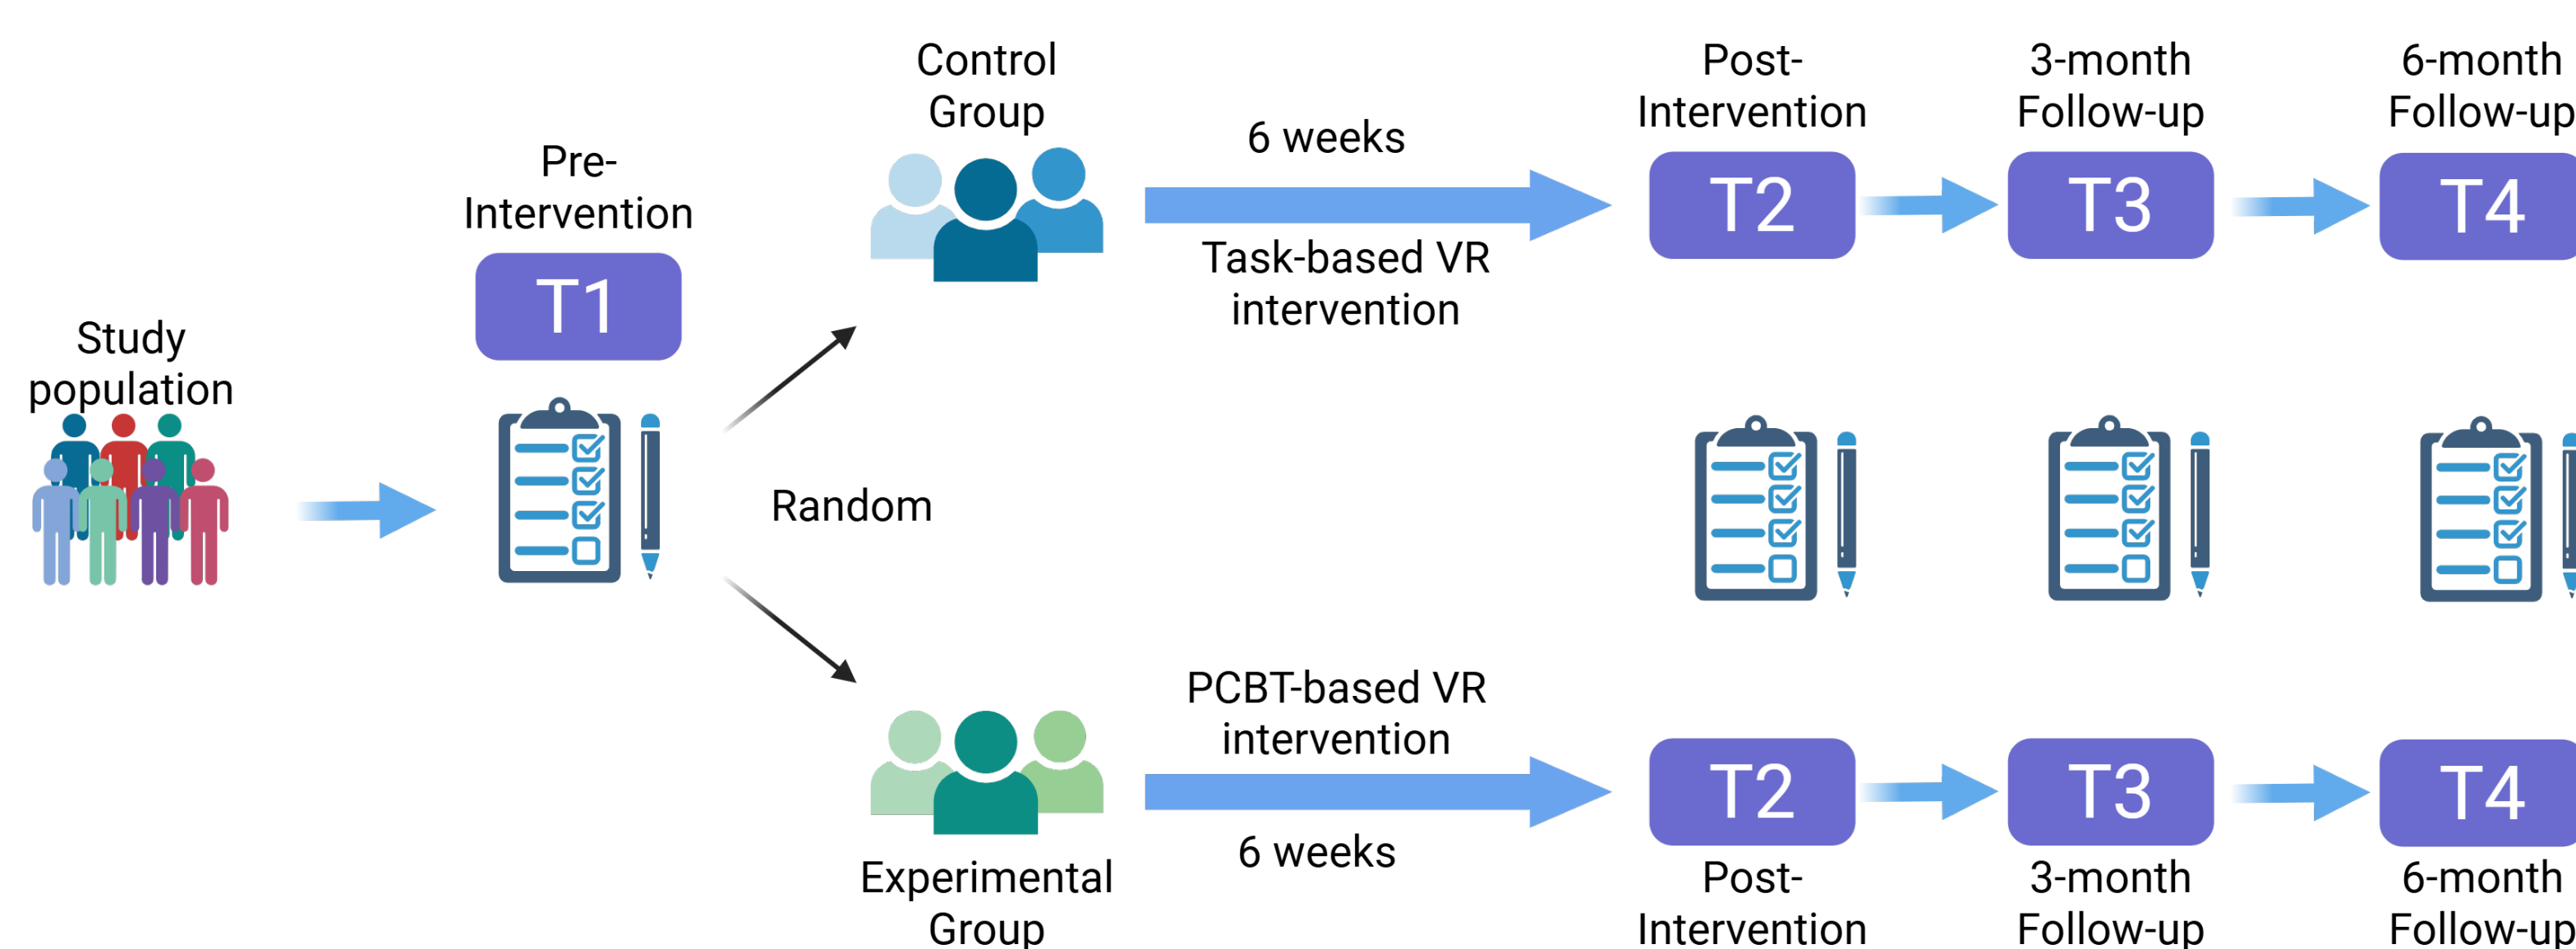 Study
population
Pre-
Intervention
T1
Random
Control
Group
6 weeks
Task-based VR
intervention
Post-
Intervention
T2
3-month
Follow-up
T3
6-month
Follow-up
T4
PCBT-based VR
intervention
6 weeks
Experimental
Group
T2
Post-
Intervention
T3
3-month
Follow-up
T4
6-month
Follow-up